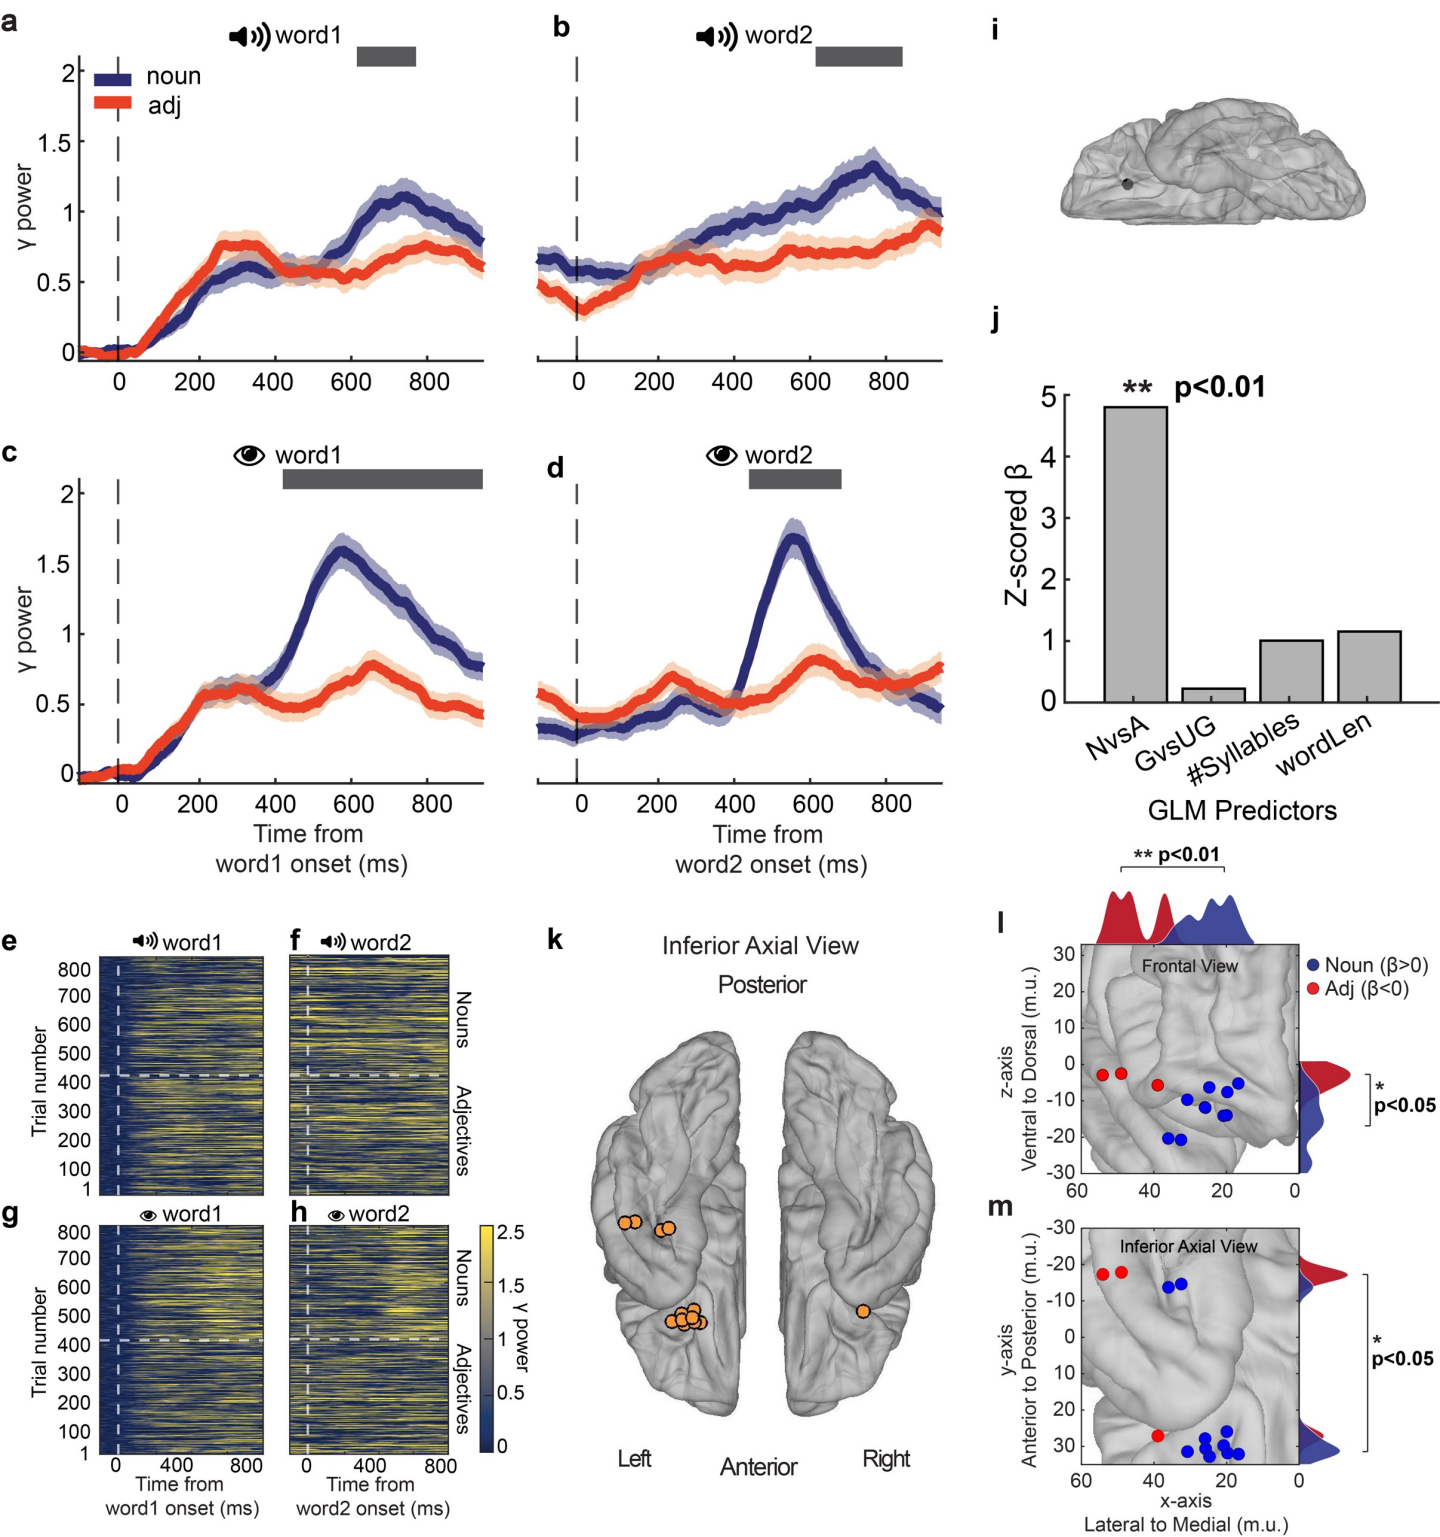 a
word1
b
word2
i
noun
adj
2
1.5
1
0.5
0
γ power
0 200 400 600 800
0 200 400 600 800
j
** p<0.01
5
4
3
2
1
0
Z-scored β
NvsA
GvsUG
#Syllables
wordLen
GLM Predictors
c
word1
d
word2
2
1.5
1
0.5
0
γ power
0 200 400 600 800
0 200 400 600 800
Time from
word1 onset (ms)
Time from
word2 onset (ms)
e
word1
f
word2
800
700
600
500
400
300
200
100
1
Trial number
Nouns
Adjectives
g
word1
h
word2
800
700
600
500
400
300
200
100
1
Trial number
Nouns
Adjectives
2.5
1.5
1
0.5
0
γ power
0 400 800
0 400 800
Time from
word1 onset (ms)
Time from
word2 onset (ms)
k
Inferior Axial View
Posterior
Left
Anterior
Right
** p<0.01
l
30
20
10
0
-10
-20
-30
z-axis
Ventral to Dorsal (m.u.)
Frontal View
Noun (β>0)
Adj (β<0)
*
p<0.05
60 40 20 0
m
-30
-20
-10
0
10
20
30
y-axis
Anterior to Posterior (m.u.)
Inferior Axial View
*
p<0.05
60 40 20 0
x-axis
Lateral to Medial (m.u.)